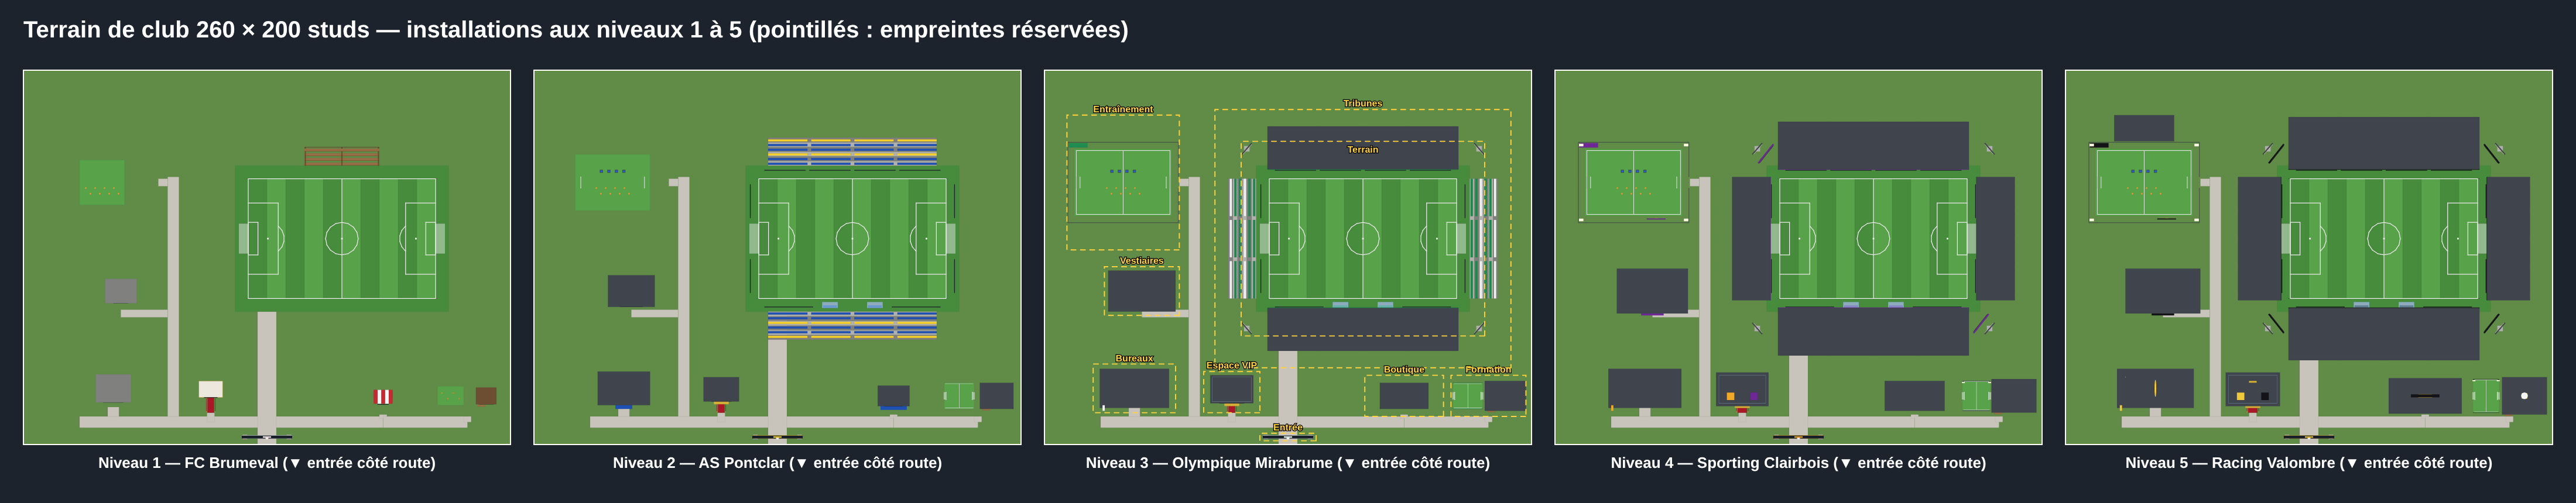 Terrain de club 260 × 200 studs — installations aux niveaux 1 à 5 (pointillés : empreintes réservées)
Entraînement
Tribunes
Terrain
Vestiaires
Bureaux
Espace VIP
Boutique
Formation
Entrée
Niveau 1 — FC Brumeval (▼ entrée côté route)
Niveau 2 — AS Pontclar (▼ entrée côté route)
Niveau 3 — Olympique Mirabrume (▼ entrée côté route)
Niveau 4 — Sporting Clairbois (▼ entrée côté route)
Niveau 5 — Racing Valombre (▼ entrée côté route)